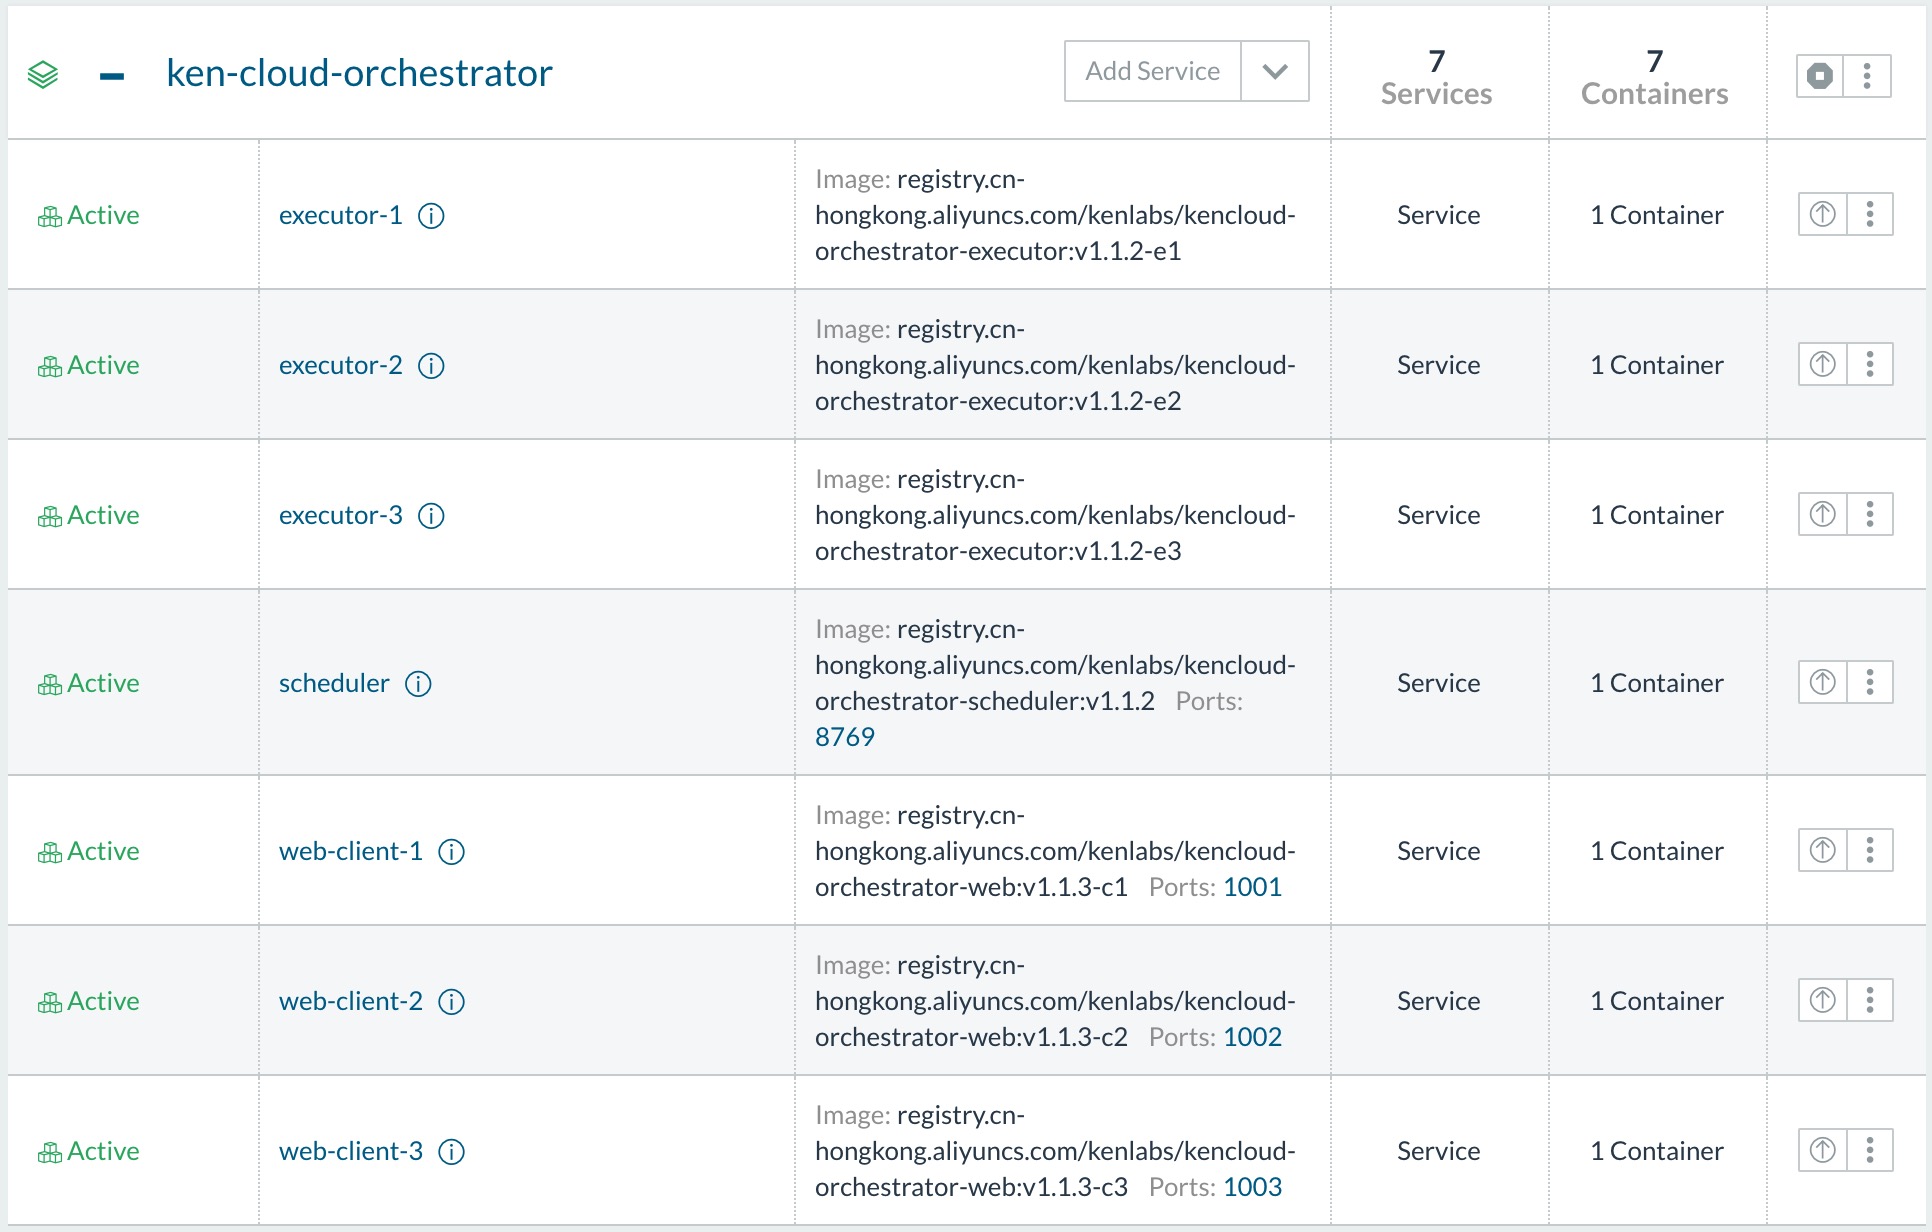 ken-cloud-orchestrator
Add Service
7
Services
7
Containers
Active
executor-1
Image: registry.cn-
hongkong.aliyuncs.com/kenlabs/kencloud-
orchestrator-executor:v1.1.2-e1
Service
1 Container
Active
executor-2
Image: registry.cn-
hongkong.aliyuncs.com/kenlabs/kencloud-
orchestrator-executor:v1.1.2-e2
Service
1 Container
Active
executor-3
Image: registry.cn-
hongkong.aliyuncs.com/kenlabs/kencloud-
orchestrator-executor:v1.1.2-e3
Service
1 Container
Active
scheduler
Image: registry.cn-
hongkong.aliyuncs.com/kenlabs/kencloud-
orchestrator-scheduler:v1.1.2 Ports:
8769
Service
1 Container
Active
web-client-1
Image: registry.cn-
hongkong.aliyuncs.com/kenlabs/kencloud-
orchestrator-web:v1.1.3-c1 Ports: 1001
Service
1 Container
Active
web-client-2
Image: registry.cn-
hongkong.aliyuncs.com/kenlabs/kencloud-
orchestrator-web:v1.1.3-c2 Ports: 1002
Service
1 Container
Active
web-client-3
Image: registry.cn-
hongkong.aliyuncs.com/kenlabs/kencloud-
orchestrator-web:v1.1.3-c3 Ports: 1003
Service
1 Container